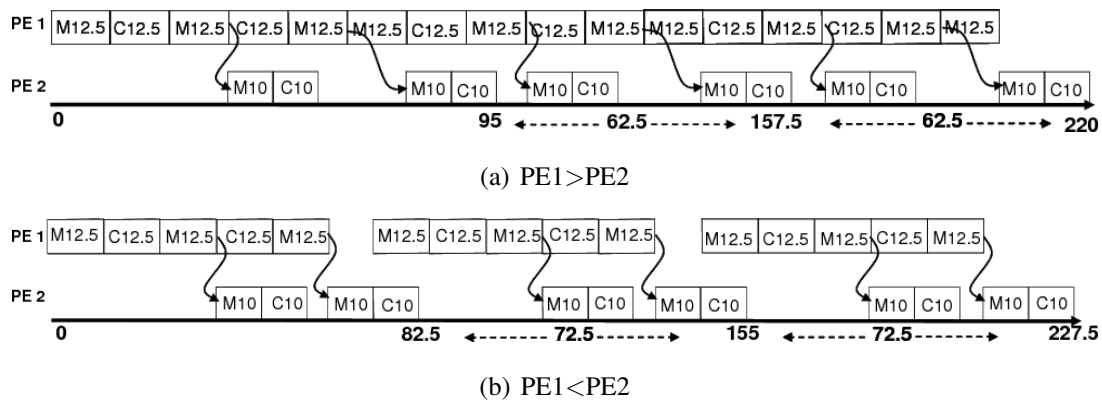 PE 1 M12.5 C12.5 M12.5 C12.5 M12.5 M12.5 C12.5 M12.5 C12.5 M12.5 M12.5 C12.5 M12.5 C12.5 M12.5 M12.5
PE 2 M10 C10 M10 C10 M10 C10 M10 C10 M10 C10 M10 C10
0 95 62.5 157.5 62.5 220
(a) PE1>PE2
PE 1 M12.5 C12.5 M12.5 C12.5 M12.5 M12.5 C12.5 M12.5 C12.5 M12.5 M12.5 C12.5 M12.5 C12.5 M12.5
PE 2 M10 C10 M10 C10 M10 C10 M10 C10 M10 C10 M10 C10
0 82.5 72.5 155 72.5 227.5
(b) PE1<PE2